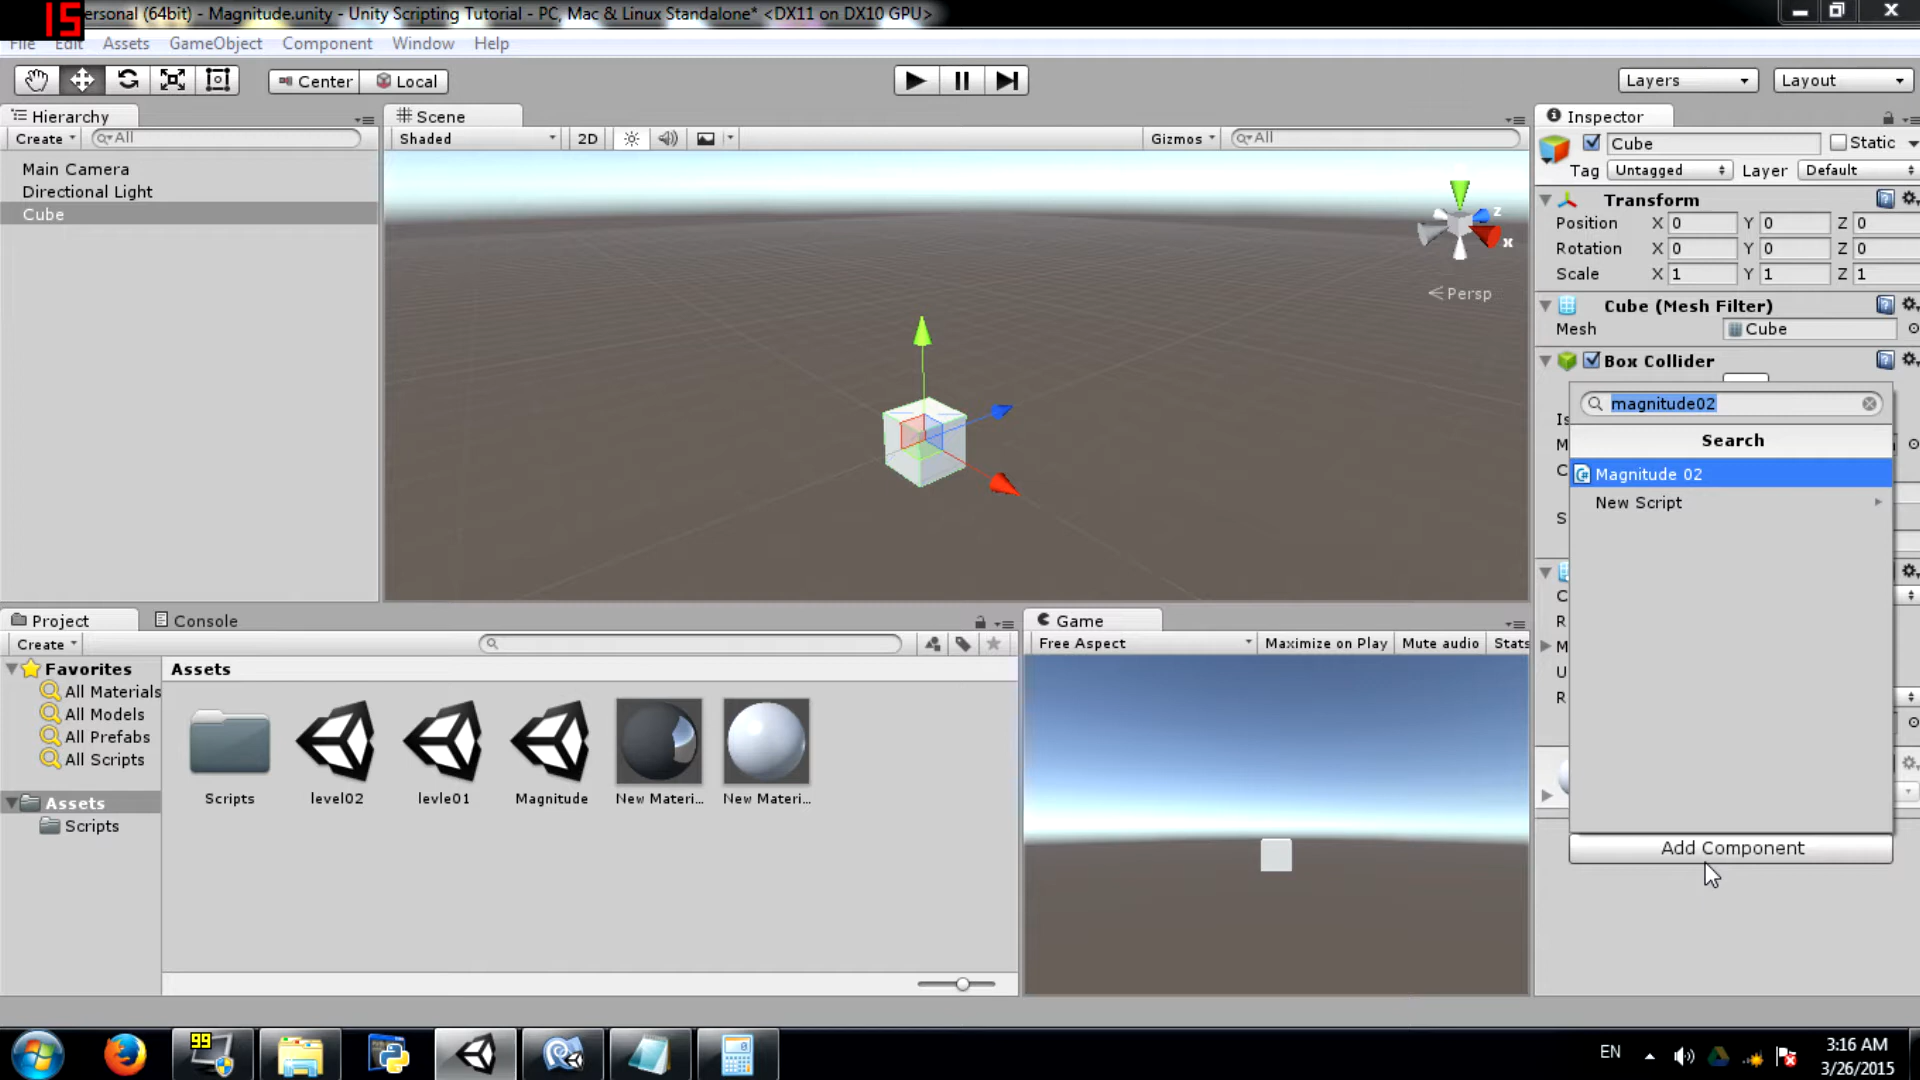 15
ersonal (64bit) - Magnitude.unity - Unity Scripting Tutorial - PC, Mac & Linux Standalone* <DX11 on DX10 GPU>
File Edit Assets GameObject Component Window Help
Center Local
Layers Layout
Hierarchy
Create All
Main Camera
Directional Light
Cube
Scene
Shaded 2D Gizmos All
z
x
Persp
Inspector
Cube Static
Tag Untagged Layer Default
Transform
Position X 0 Y 0 Z 0
Rotation X 0 Y 0 Z 0
Scale X 1 Y 1 Z 1
Cube (Mesh Filter)
Mesh Cube
Box Collider
magnitude02
Search
Magnitude 02
New Script
Is
M
C
S
C
R
M
U
R
Add Component
Project Console
Create
Favorites
All Materials
All Models
All Prefabs
All Scripts
Assets
Scripts
Assets
Scripts level02 levle01 Magnitude New Materi... New Materi...
Game
Free Aspect Maximize on Play Mute audio Stats
99
EN
3:16 AM
3/26/2015